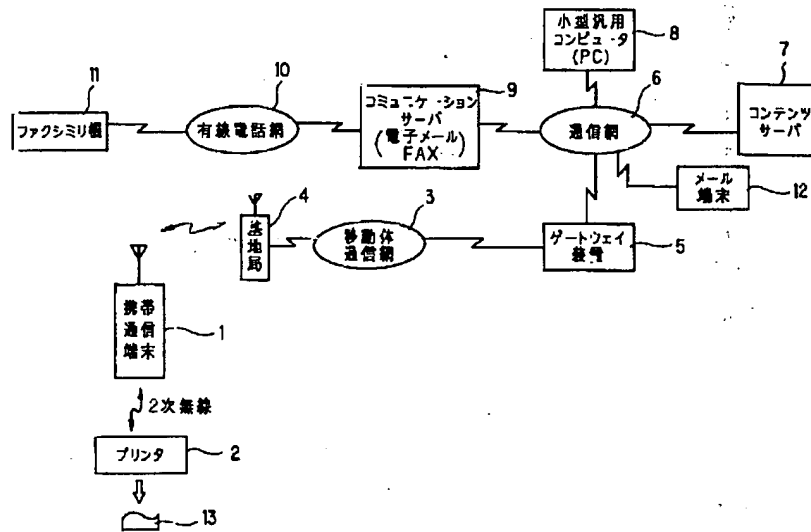 小型汎用
コンピュータ
(PC)
8
7
コンテンツ
サーバ
11
ファクシミリ機
10
有線電話網
9
コミュニケーション
サーバ
(電子メール)
FAX
6
通信網
メール
端末
12
4
基地局
3
移動体
通信網
ゲートウェイ
装置
5
携帯
通信
端末
1
2次無線
プリンタ
2
13